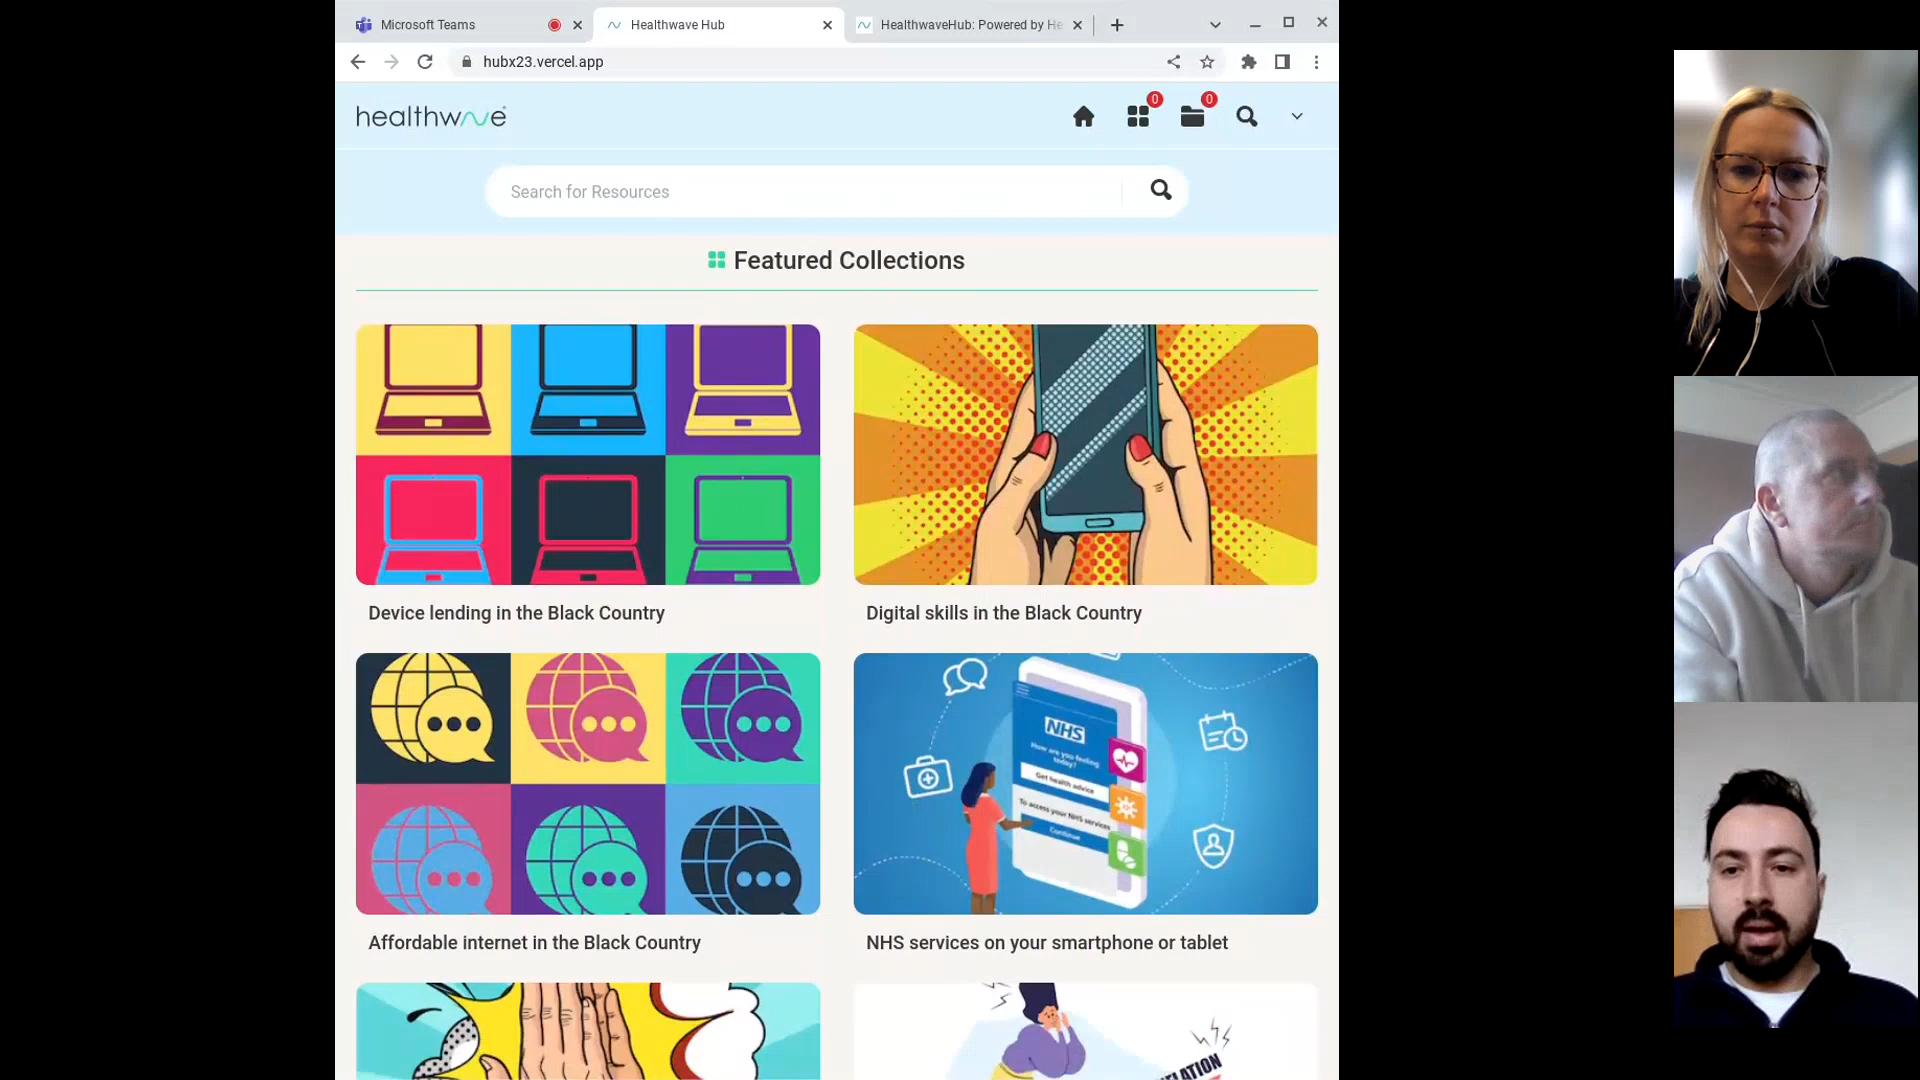 Microsoft Teams
Healthwave Hub
HealthwaveHub: Powered by He
hubx23.vercel.app
healthwave
0
0
Search for Resources
Featured Collections
Device lending in the Black Country
Digital skills in the Black Country
NHS
How are you feeling
today?
Get health advice
To access your NHS services
Continue
Affordable internet in the Black Country
NHS services on your smartphone or tablet